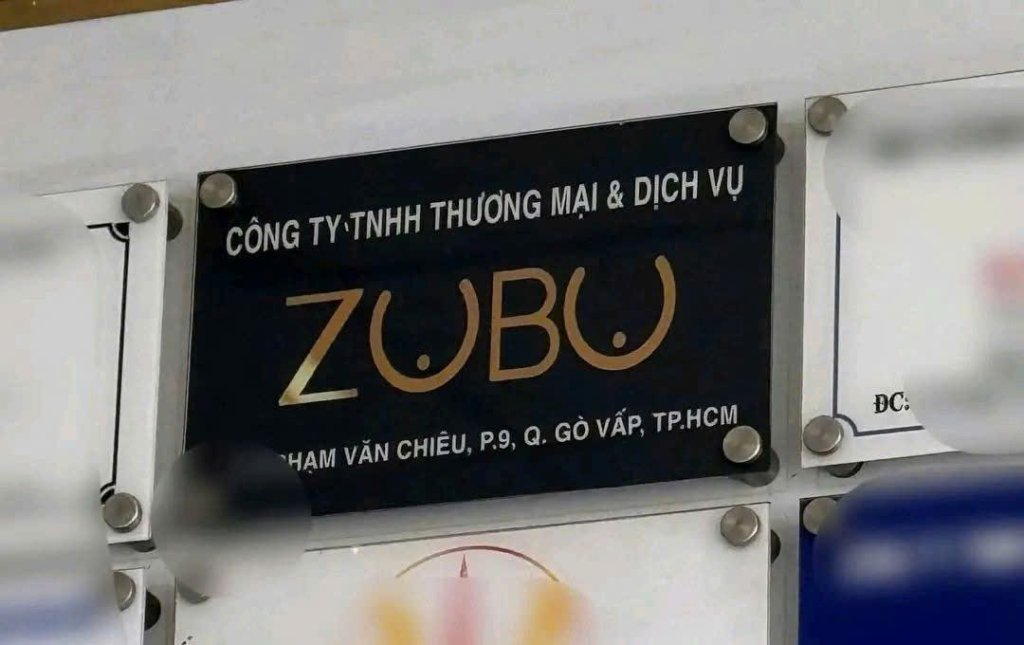 CÔNG TY TNHH THƯƠNG MẠI & DỊCH VỤ
ZUBU
PHẠM VĂN CHIÊU, P.9, Q. GÒ VẤP, TP.HCM
ĐC: